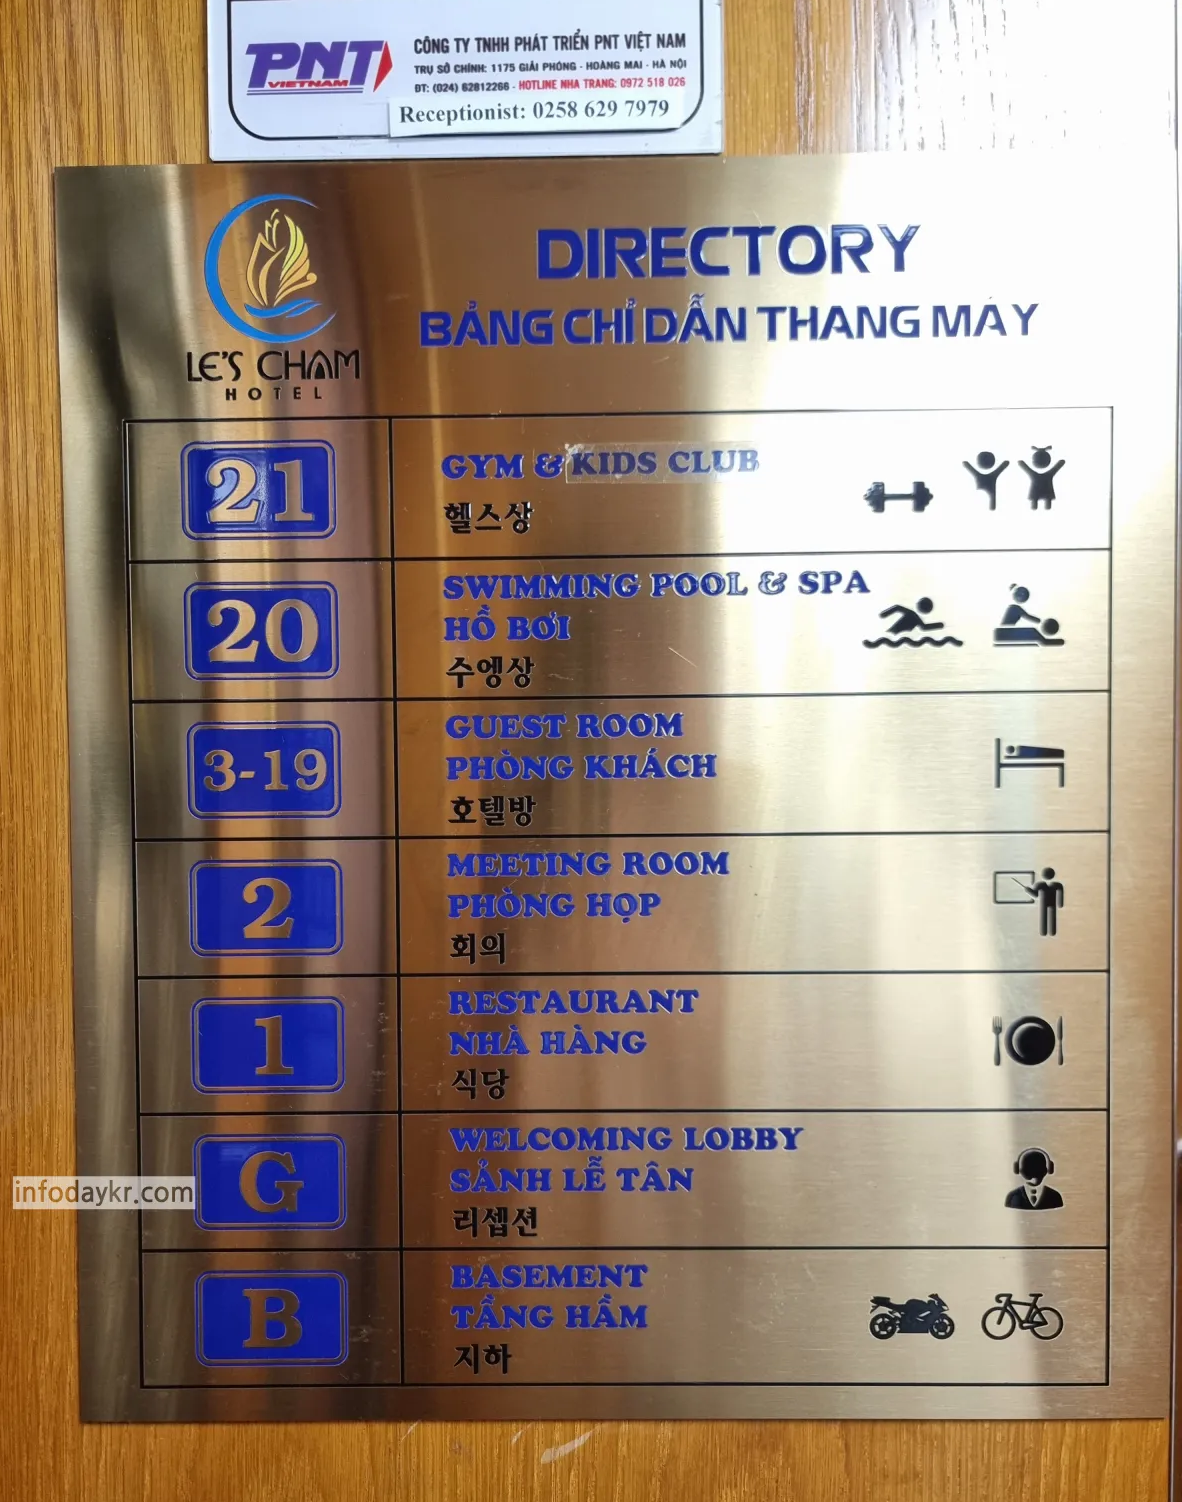 PNT
VIETNAM
CÔNG TY TNHH PHÁT TRIỂN PNT VIỆT NAM
TRỤ SỞ CHÍNH: 1175 GIẢI PHÓNG - HOÀNG MAI - HÀ NỘI
ĐT: (024) 62812266 - HOTLINE NHA TRANG: 0972 518 026
Receptionist: 0258 629 7979
LE'S CHAM
HOTEL
DIRECTORY
BẢNG CHỈ DẪN THANG MÁY
21
GYM & KIDS CLUB
헬스상
20
SWIMMING POOL & SPA
HỒ BƠI
수엥상
3-19
GUEST ROOM
PHÒNG KHÁCH
호텔방
2
MEETING ROOM
PHÒNG HỌP
회의
1
RESTAURANT
NHÀ HÀNG
식당
G
WELCOMING LOBBY
SẢNH LỄ TÂN
리셉션
B
BASEMENT
TẦNG HẦM
지하
infodaykr.com